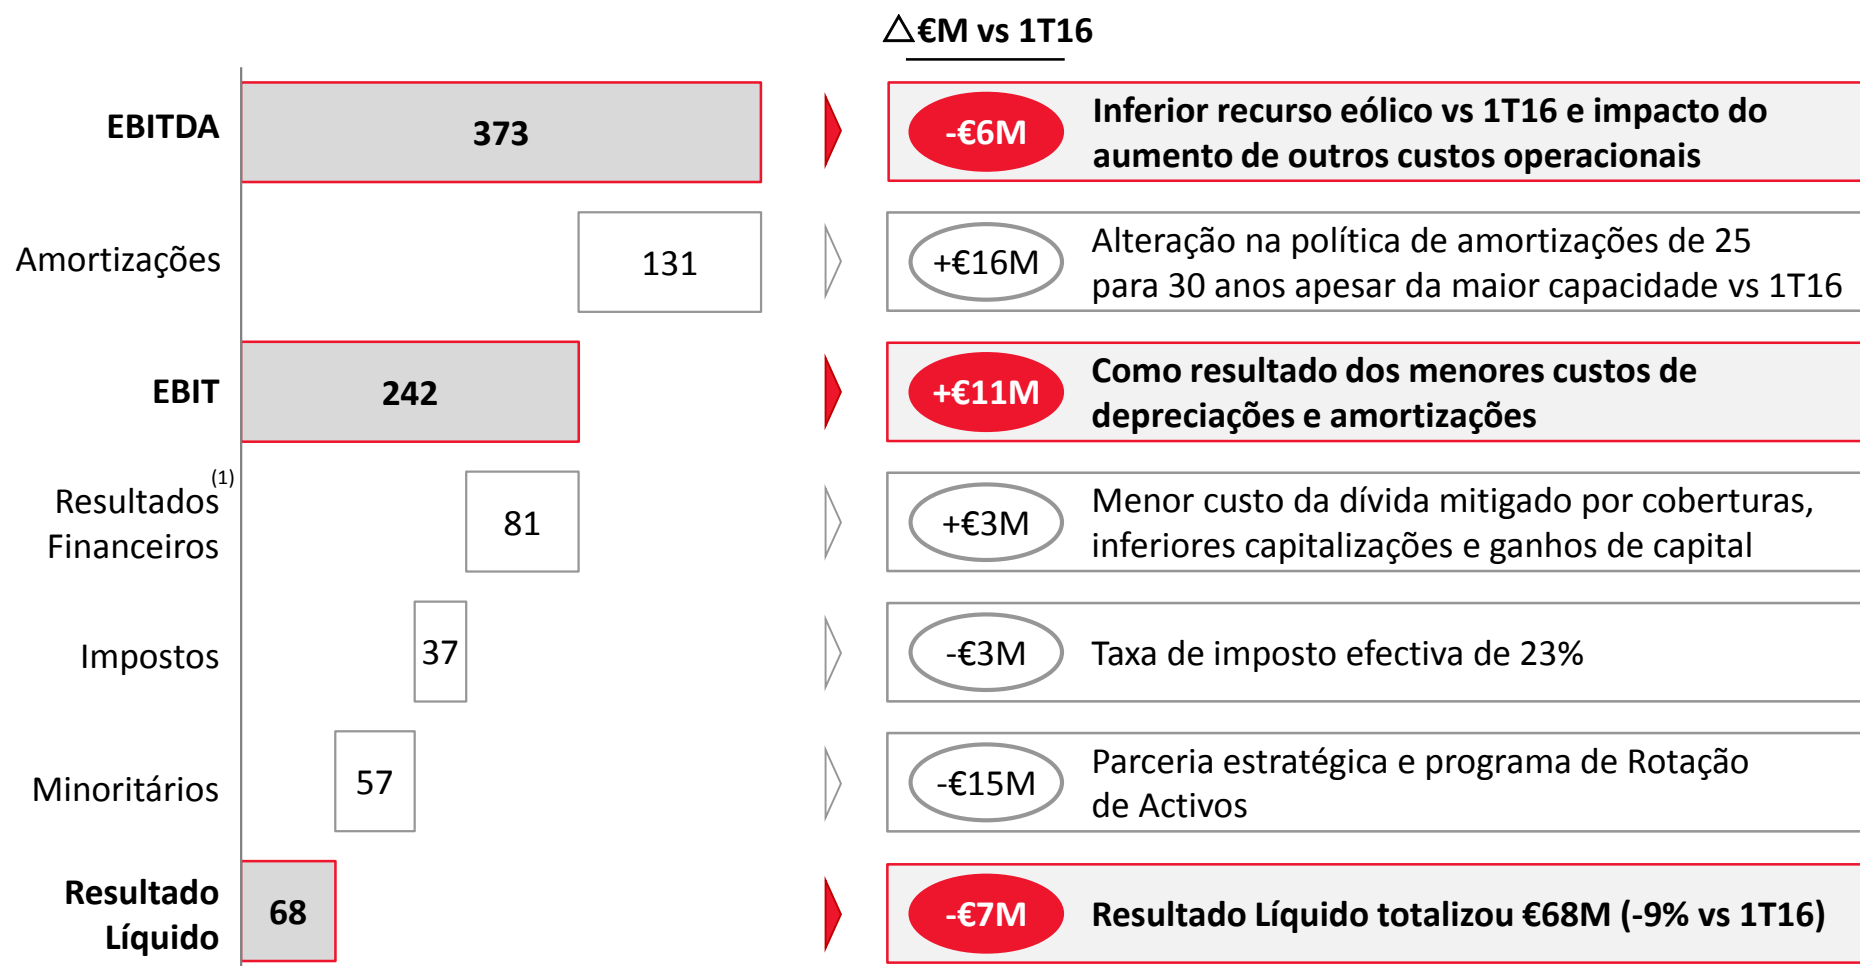 △€M vs 1T16
EBITDA
373
-€6M
Inferior recurso eólico vs 1T16 e impacto do
aumento de outros custos operacionais
Amortizações
131
+€16M
Alteração na política de amortizações de 25
para 30 anos apesar da maior capacidade vs 1T16
EBIT
242
+€11M
Como resultado dos menores custos de
depreciações e amortizações
Resultados (1)
Financeiros
81
+€3M
Menor custo da dívida mitigado por coberturas,
inferiores capitalizações e ganhos de capital
Impostos
37
-€3M
Taxa de imposto efectiva de 23%
Minoritários
57
-€15M
Parceria estratégica e programa de Rotação
de Activos
Resultado
Líquido
68
-€7M
Resultado Líquido totalizou €68M (-9% vs 1T16)